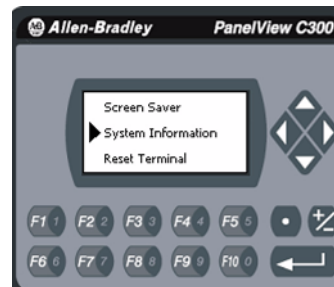 AB Allen-Bradley PanelView C300
Screen Saver
System Information
Reset Terminal
F1 1 F2 2 F3 3 F4 4 F5 5 • +/-
F6 6 F7 7 F8 8 F9 9 F10 0